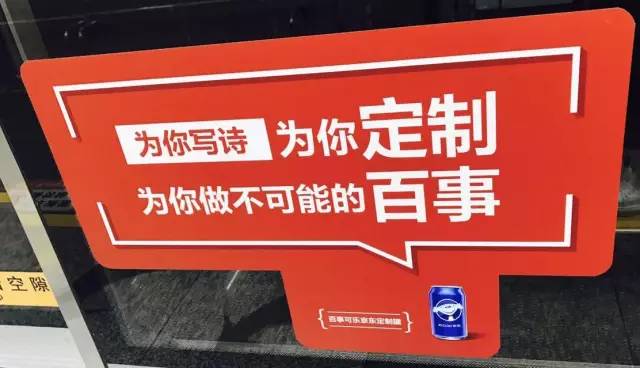 为你写诗 为你定制
为你做不可能的百事
百事可乐京东定制罐
空隙